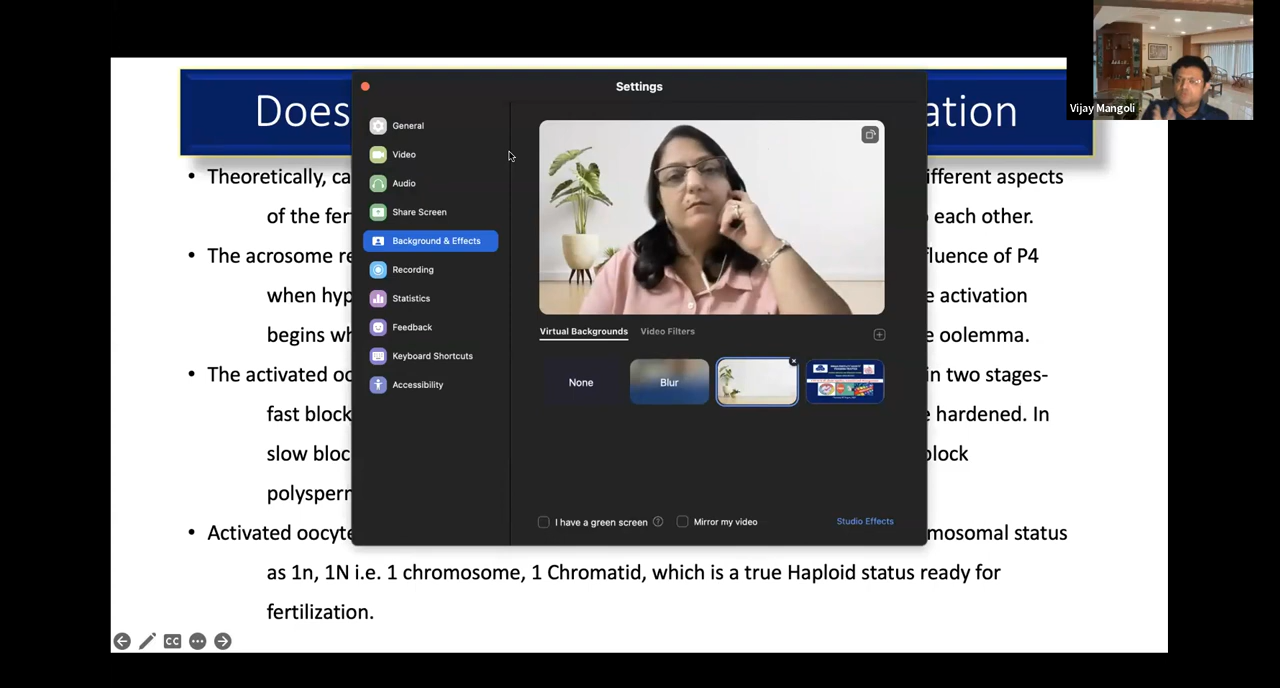 Settings
Does
ation
Vijay Mangoli
General
Video
Audio
Share Screen
Background & Effects
Recording
Statistics
Feedback
Keyboard Shortcuts
Accessibility
Virtual Backgrounds Video Filters
None
Blur
I have a green screen ?
Mirror my video
Studio Effects
• Theoretically, ca
ifferent aspects
of the fer
each other.
• The acrosome re
fluence of P4
when hyp
e activation
begins wh
e oolemma.
• The activated oo
in two stages-
fast block
e hardened. In
slow bloc
block
polysperm
• Activated oocyte
mosomal status
as 1n, 1N i.e. 1 chromosome, 1 Chromatid, which is a true Haploid status ready for
fertilization.
CC